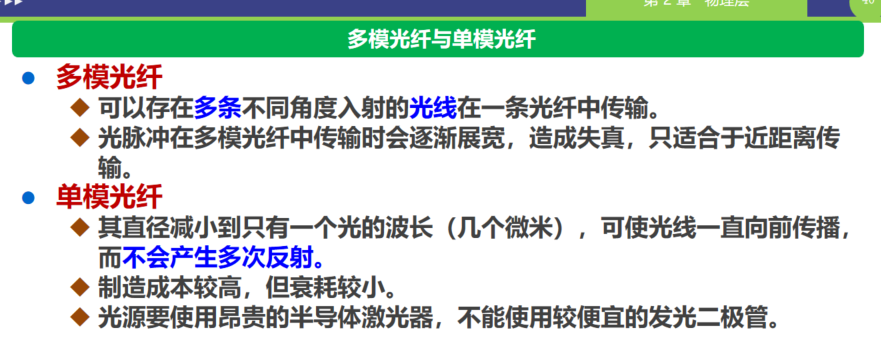 第 2 章 物理层
多模光纤与单模光纤
● 多模光纤
◆ 可以存在多条不同角度入射的光线在一条光纤中传输。
◆ 光脉冲在多模光纤中传输时会逐渐展宽，造成失真，只适合于近距离传
输。
● 单模光纤
◆ 其直径减小到只有一个光的波长（几个微米），可使光线一直向前传播，
而不会产生多次反射。
◆ 制造成本较高，但衰耗较小。
◆ 光源要使用昂贵的半导体激光器，不能使用较便宜的发光二极管。